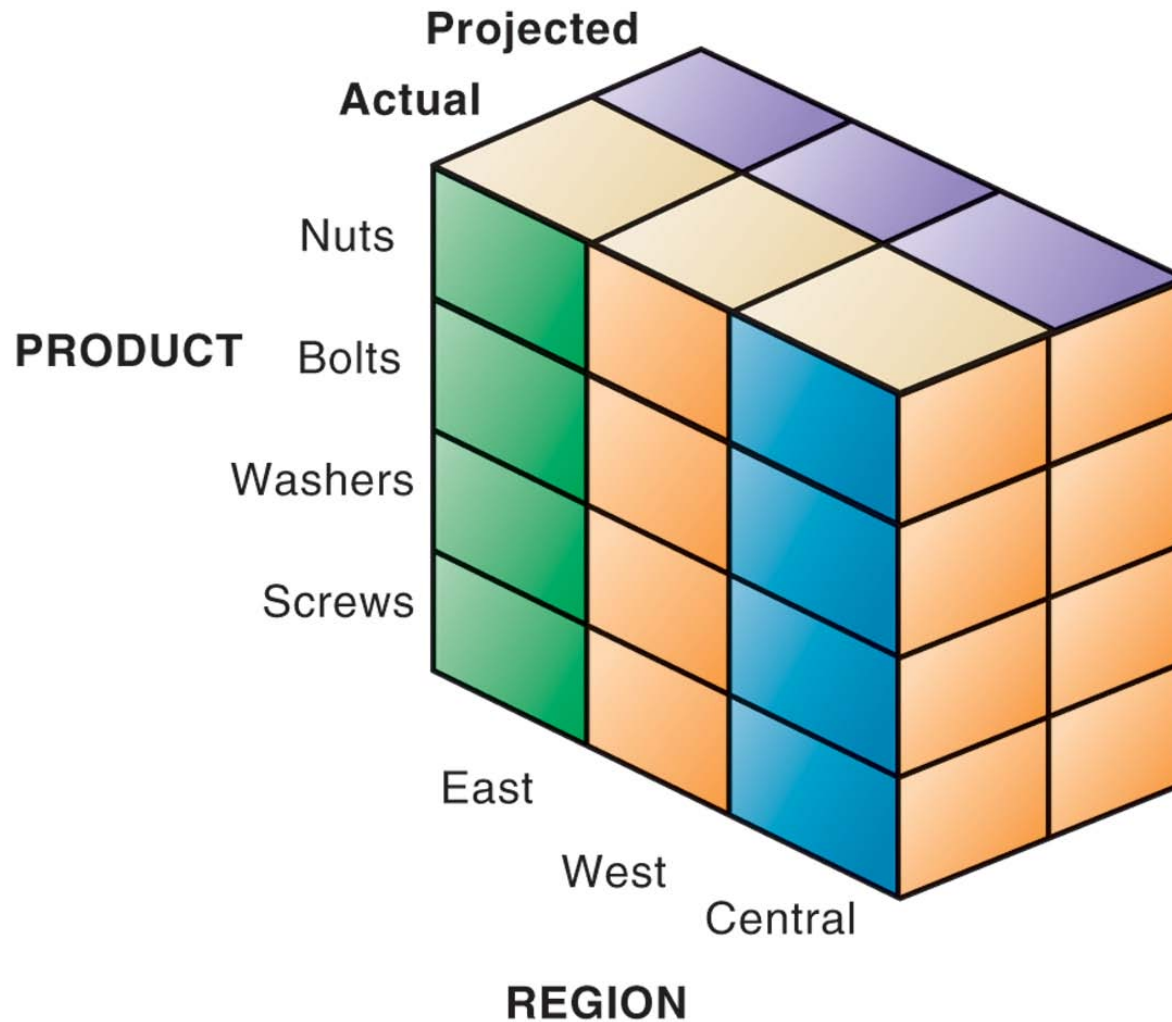 Projected
Actual
Nuts
PRODUCT Bolts
Washers
Screws
East
West
Central
REGION